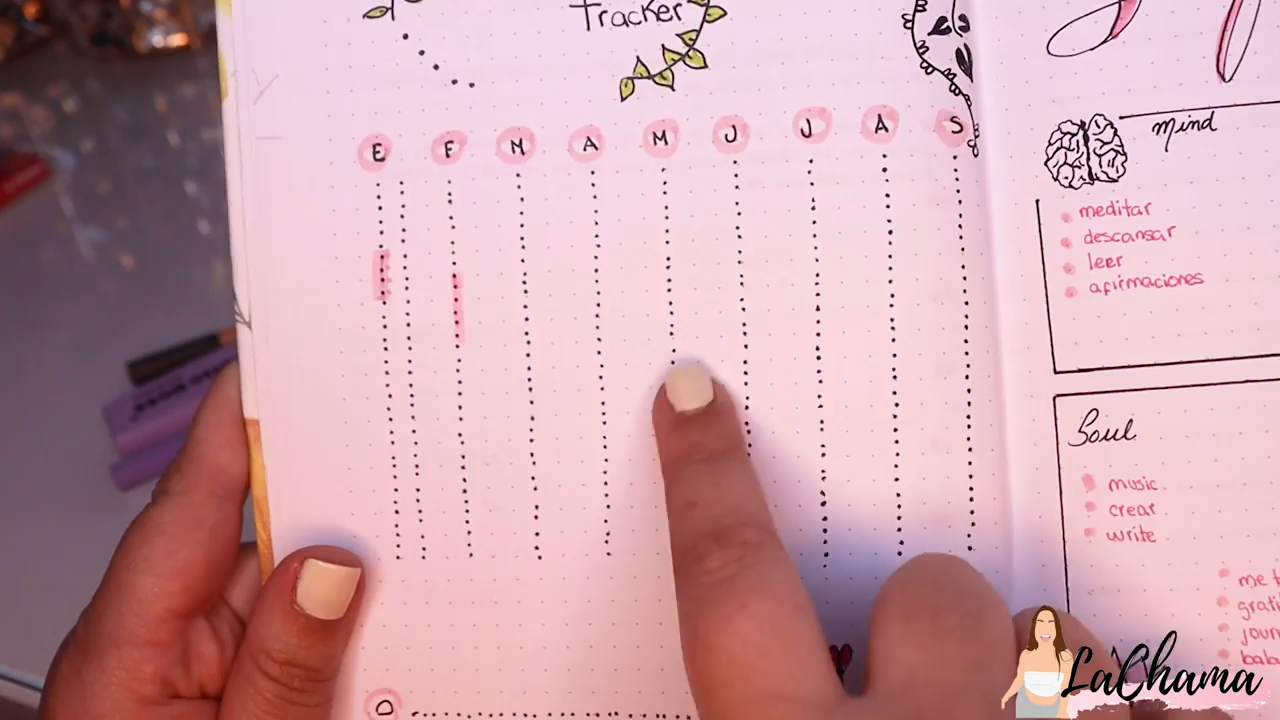 Tracker
E F M A M J J A S
O
mind
meditar
descansar
leer
afirmaciones
Soul
music
crear
write
LaChama